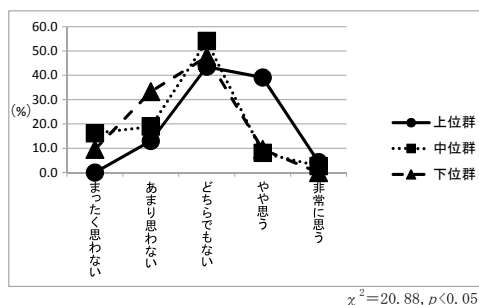 60.0
50.0
40.0
30.0
20.0
10.0
0.0
(%)
まったく思わない
あまり思わない
どちらでもない
やや思う
非常に思う
上位群
中位群
下位群
χ²=20.88, p<0.05